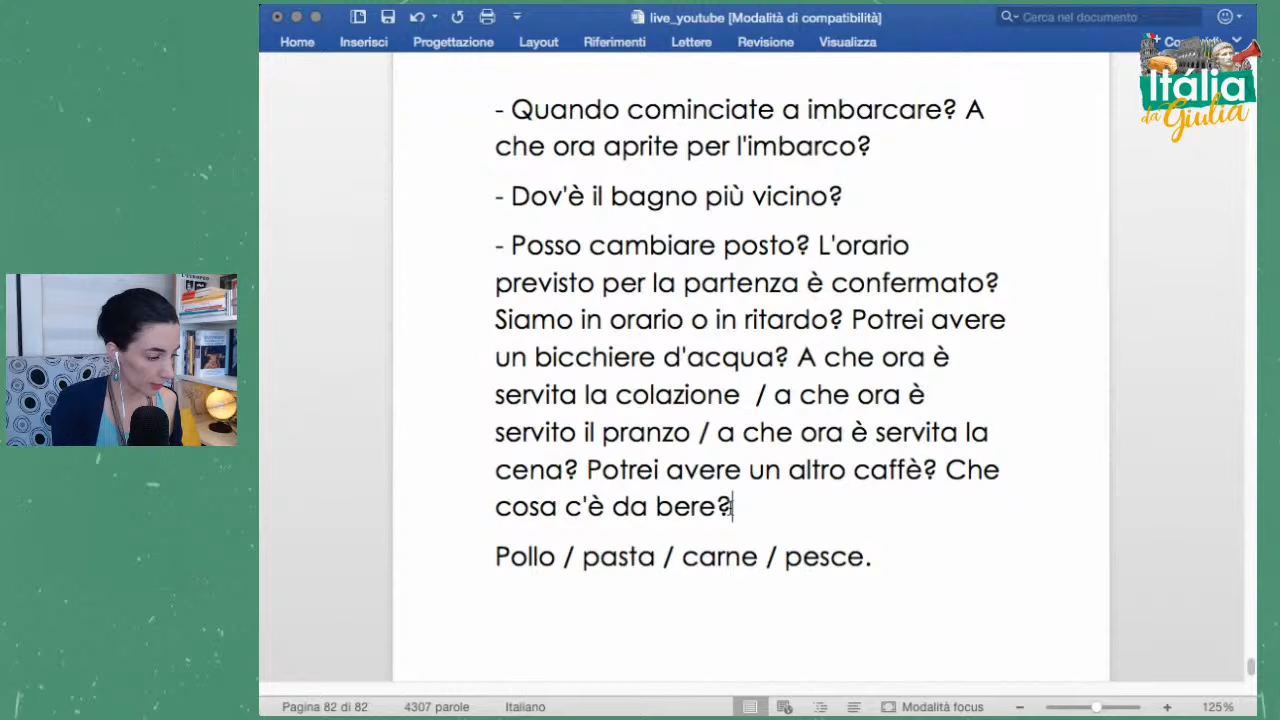 live_youtube [Modalità di compatibilità]
Cerca nel documento
Home Inserisci Progettazione Layout Riferimenti Lettere Revisione Visualizza
Itália
da Giulia
- Quando cominciate a imbarcare? A
che ora aprite per l'imbarco?
- Dov'è il bagno più vicino?
- Posso cambiare posto? L'orario
previsto per la partenza è confermato?
Siamo in orario o in ritardo? Potrei avere
un bicchiere d'acqua? A che ora è
servita la colazione / a che ora è
servito il pranzo / a che ora è servita la
cena? Potrei avere un altro caffè? Che
cosa c'è da bere?
Pollo / pasta / carne / pesce.
Pagina 82 di 82 4307 parole Italiano Modalità focus 125%